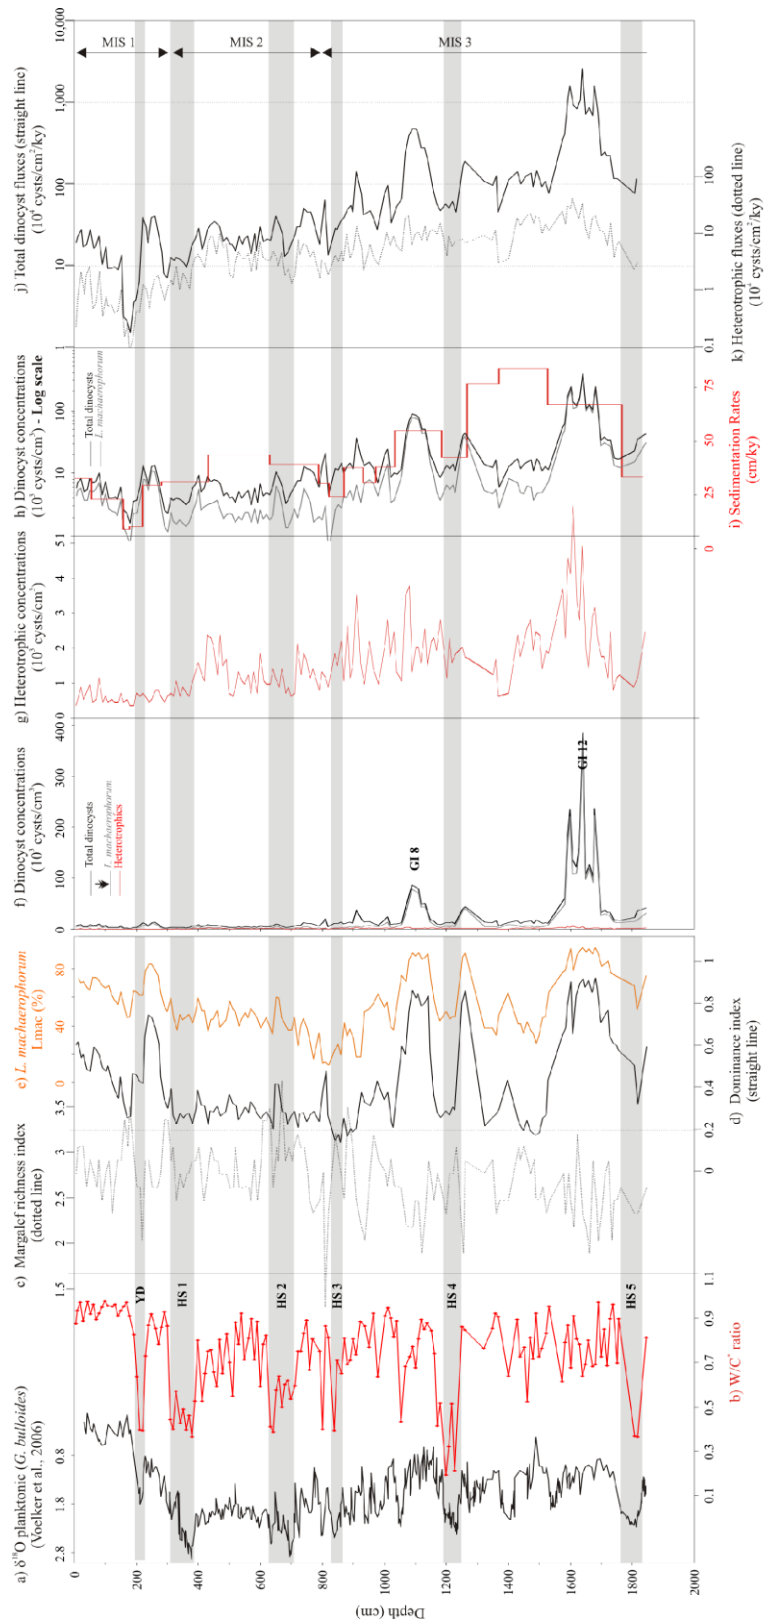 a) δ¹⁸O planktonic (G. bulloides)
(Voelker et al., 2006)
0.8
1.8
2.8
b) W/C* ratio
0.1
0.3
0.5
0.7
0.9
1.1
c) Margalef richness index
(dotted line)
1.5
2
2.5
3
3.5
d) Dominance index
(straight line)
0
0.2
0.4
0.6
0.8
1
e) L. machaerophorum
Lmac (%)
0
40
80
f) Dinocyst concentrations
(10³ cysts/cm³)
0
100
200
300
400
Total dinocysts
L. machaerophorum
Heterotrophics
GI 8
GI 12
g) Heterotrophic concentrations
(10³ cysts/cm³)
0
1
2
3
4
5
h) Dinocyst concentrations
(10³ cysts/cm³) - Log scale
1
10
100
Total dinocysts
L. machaerophorum
i) Sedimentation Rates
(cm/ky)
0
25
50
75
j) Total dinocyst fluxes (straight line)
(10⁴ cysts/cm²/ky)
1
10
100
1,000
10,000
k) Heterotrophic fluxes (dotted line)
(10⁴ cysts/cm²/ky)
0.1
1
10
100
MIS 1
MIS 2
MIS 3
YD
HS 1
HS 2
HS 3
HS 4
HS 5
Depth (cm)
0
200
400
600
800
1000
1200
1400
1600
1800
2000